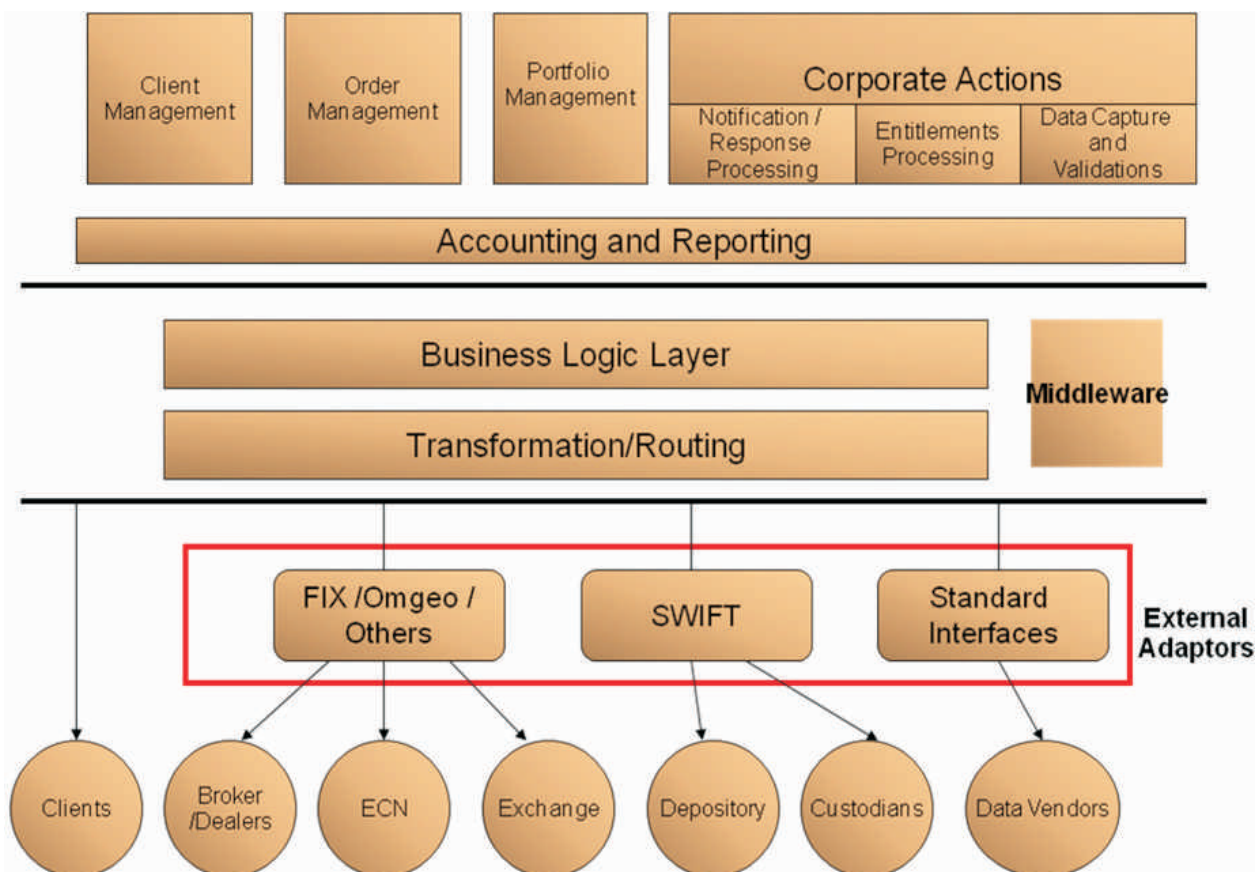 Client
Management
Order
Management
Portfolio
Management
Corporate Actions
Notification /
Response
Processing
Entitlements
Processing
Data Capture
and
Validations
Accounting and Reporting
Business Logic Layer
Middleware
Transformation/Routing
FIX /Omgeo /
Others
SWIFT
Standard
Interfaces
External
Adaptors
Clients
Broker
/Dealers
ECN
Exchange
Depository
Custodians
Data Vendors